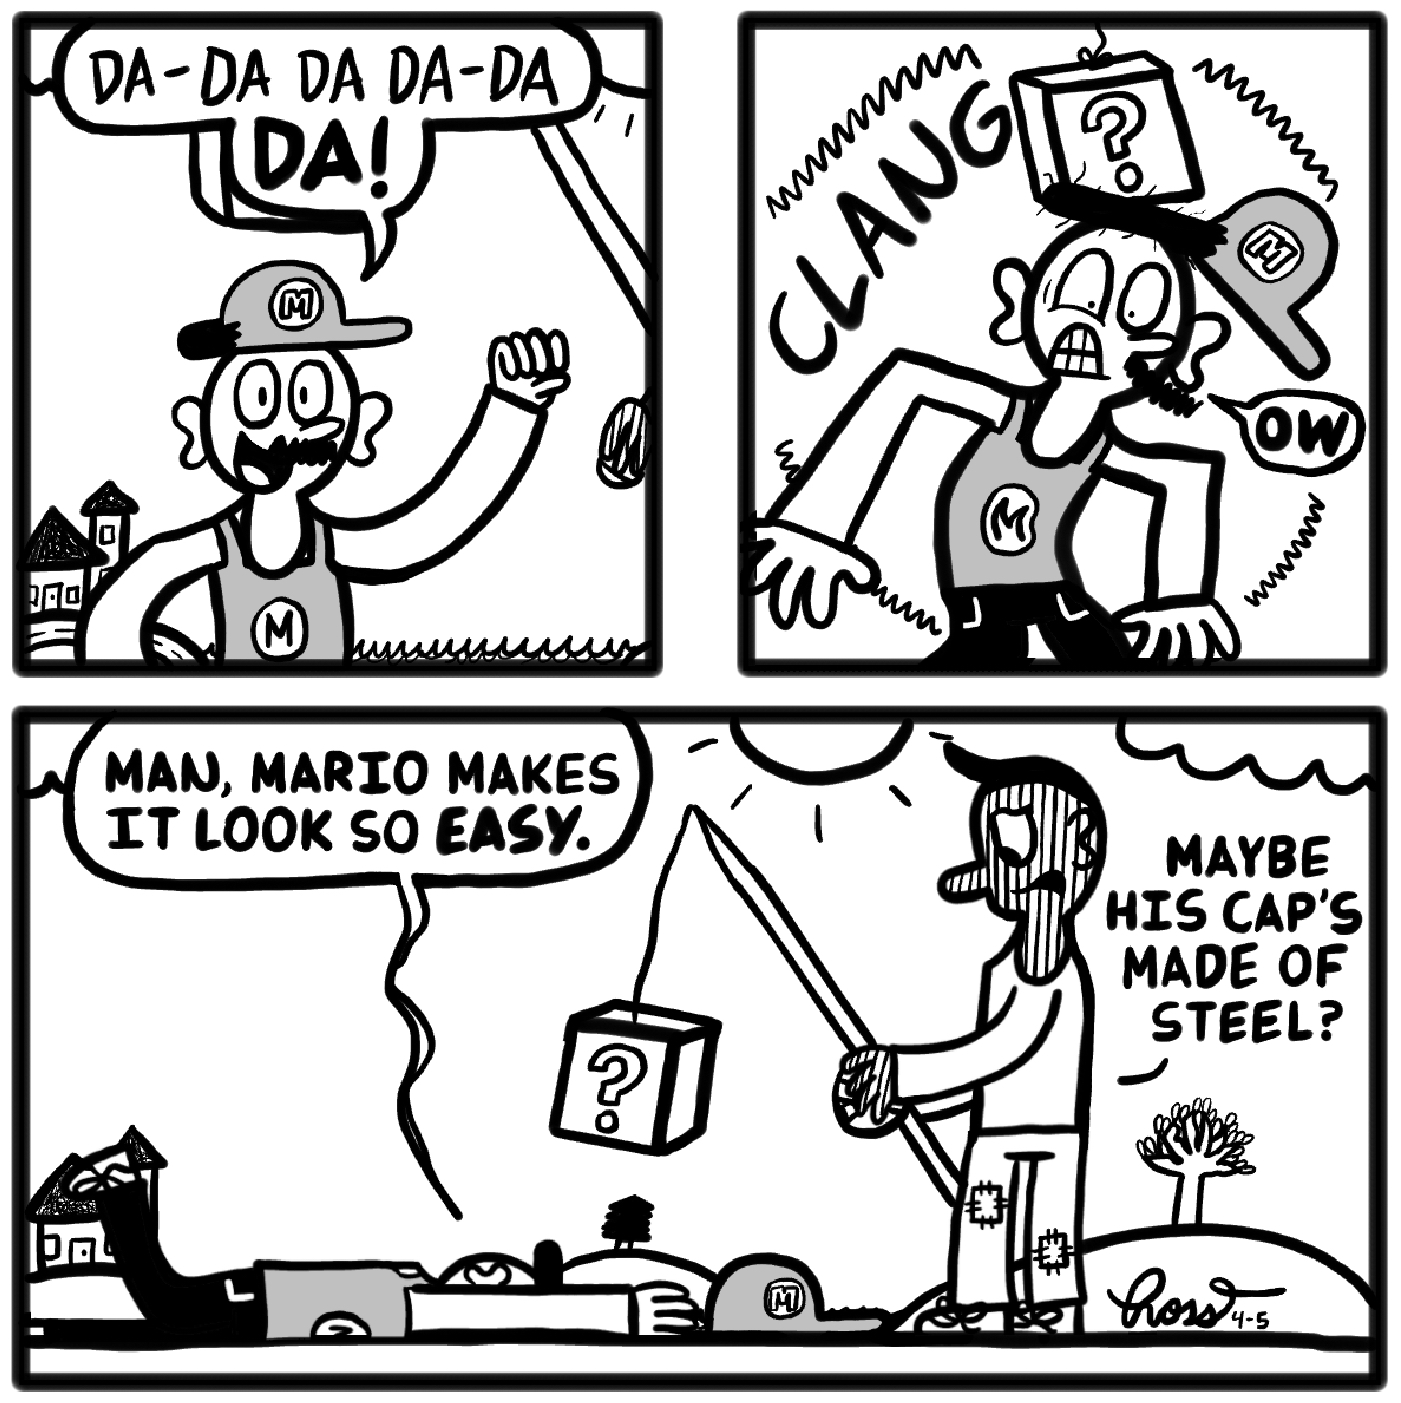 DA-DA DA DA-DA
DA!
M
M
CLANG
?
M
OW
M
MAN, MARIO MAKES
IT LOOK SO EASY.
MAYBE
HIS CAP'S
MADE OF
STEEL?
?
M
Ross 4-5